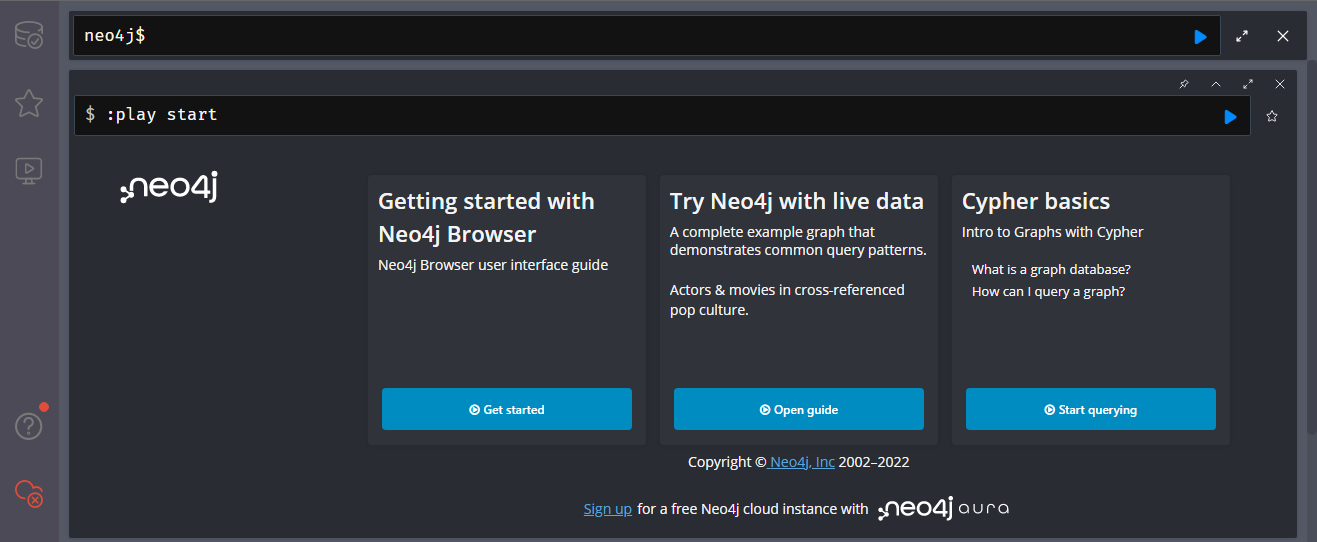 neo4j$
$ :play start
neo4j
Getting started with
Neo4j Browser
Neo4j Browser user interface guide
Get started
Try Neo4j with live data
A complete example graph that
demonstrates common query patterns.
Actors & movies in cross-referenced
pop culture.
Open guide
Cypher basics
Intro to Graphs with Cypher
What is a graph database?
How can I query a graph?
Start querying
Copyright © Neo4j, Inc 2002–2022
Sign up for a free Neo4j cloud instance with neo4j aura